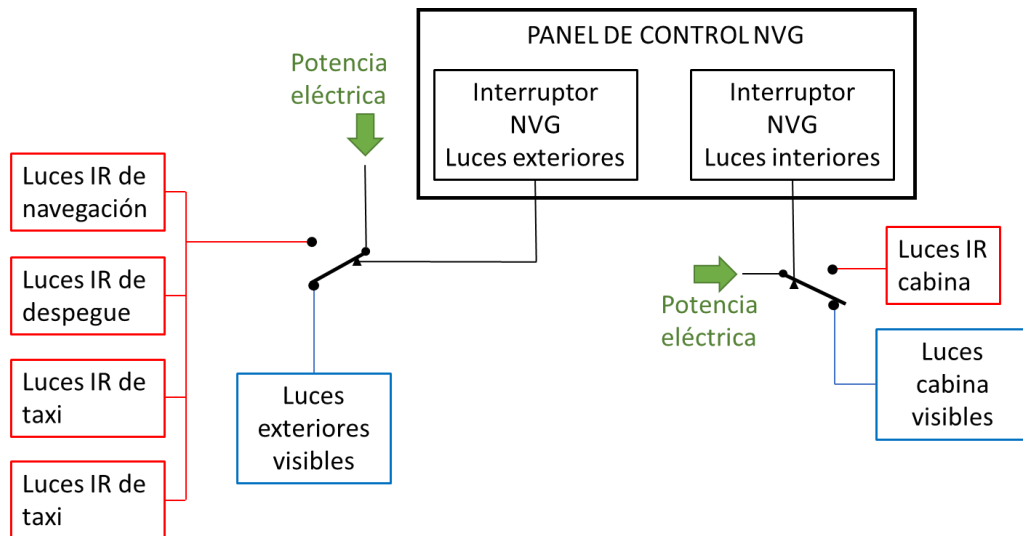 PANEL DE CONTROL NVG
Potencia
eléctrica
Interruptor
NVG
Luces exteriores
Interruptor
NVG
Luces interiores
Luces IR de
navegación
Luces IR de
despegue
Luces IR de
taxi
Luces IR de
taxi
Luces
exteriores
visibles
Potencia
eléctrica
Luces IR
cabina
Luces
cabina
visibles